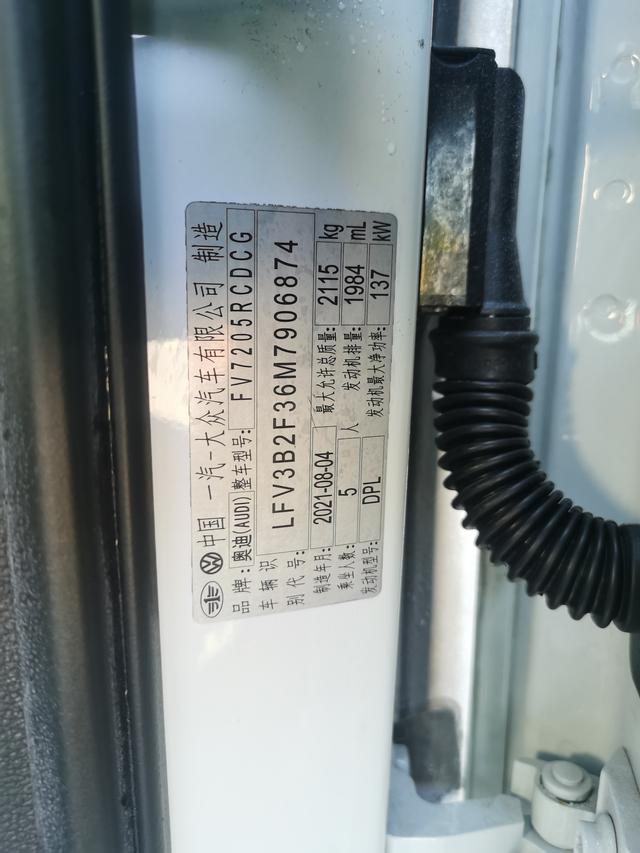 中国 一汽-大众汽车有限公司 制造
品牌: 奥迪(AUDI) 整车型号: FV7205RCDCG
车辆识别代号: LFV3B2F36M7906874
制造年月: 2021-08-04 最大允许总质量: 2115 kg
乘坐人数: 5 人 发动机排量: 1984 mL
发动机型号: DPL 发动机最大净功率: 137 kW